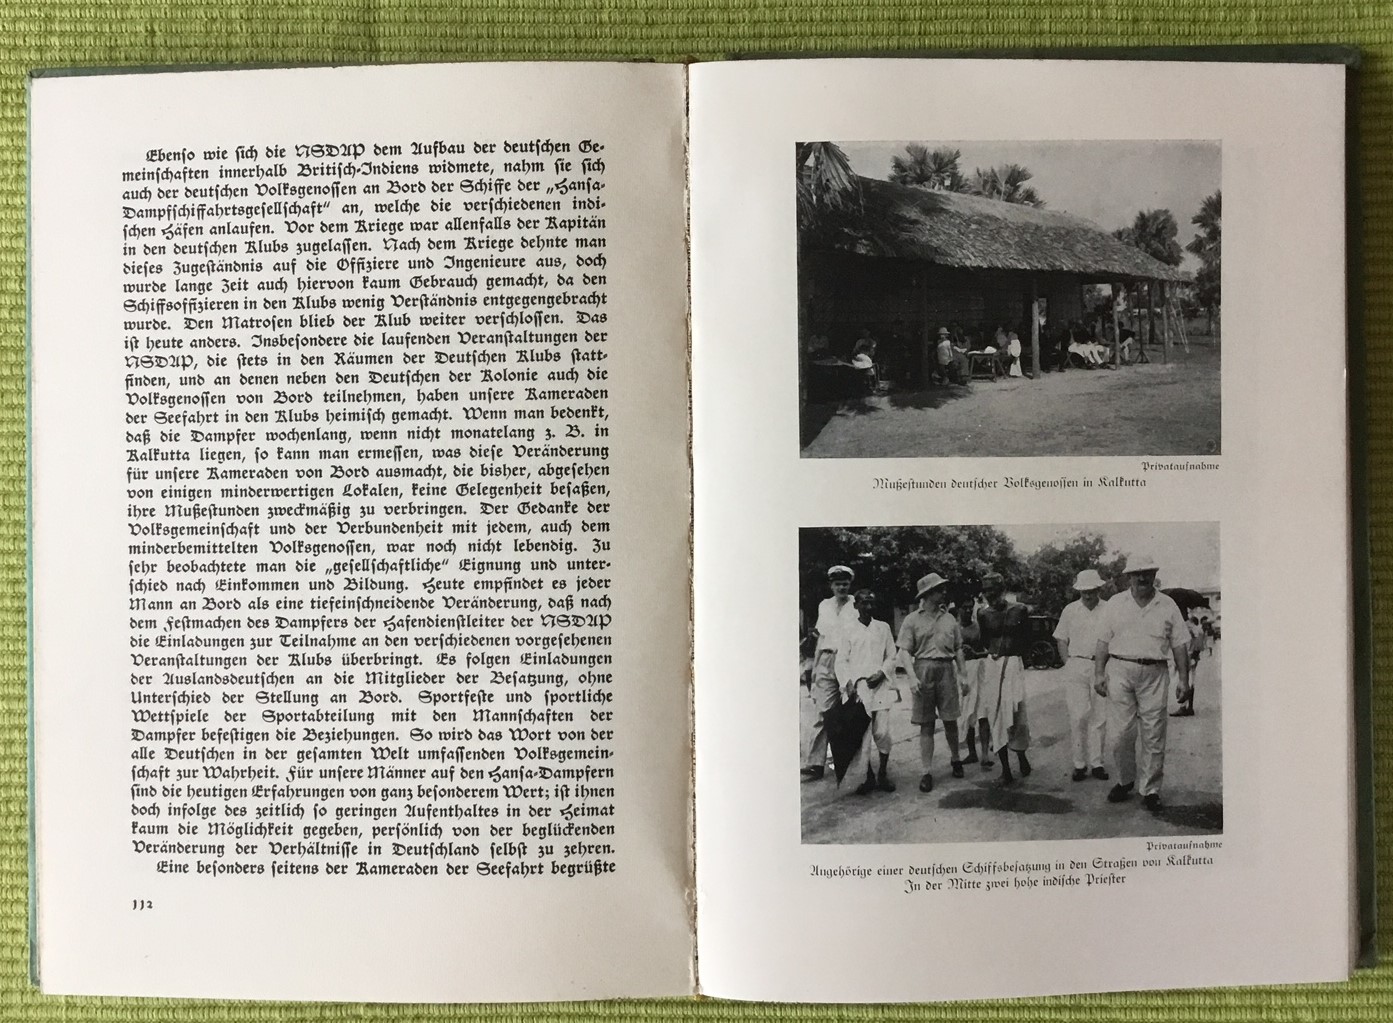 Ebenso wie sich die NSDAP dem Aufbau der deutschen Ge-
meinschaften innerhalb Britisch-Indiens widmete, nahm sie sich
auch der deutschen Volksgenossen an Bord der Schiffe der „Hansa-
Dampfschiffahrtsgesellschaft“ an, welche die verschiedenen indi-
schen Häfen anlaufen. Vor dem Kriege war allenfalls der Kapitän
in den deutschen Klubs zugelassen. Nach dem Kriege dehnte man
dieses Zugeständnis auf die Offiziere und Ingenieure aus, doch
wurde lange Zeit auch hiervon kaum Gebrauch gemacht, da den
Schiffsoffizieren in den Klubs wenig Verständnis entgegengebracht
wurde. Den Matrosen blieb der Klub weiter verschlossen. Das
ist heute anders. Insbesondere die laufenden Veranstaltungen der
NSDAP, die stets in den Räumen der Deutschen Klubs statt-
finden, und an denen neben den Deutschen der Kolonie auch die
Volksgenossen von Bord teilnehmen, haben unsere Kameraden
der Seefahrt in den Klubs heimisch gemacht. Wenn man bedenkt,
daß die Dampfer wochenlang, wenn nicht monatelang z. B. in
Kalkutta liegen, so kann man ermessen, was diese Veränderung
für unsere Kameraden von Bord ausmacht, die bisher, abgesehen
von einigen minderwertigen Lokalen, keine Gelegenheit besaßen,
ihre Mußestunden zweckmäßig zu verbringen. Der Gedanke der
Volksgemeinschaft und der Verbundenheit mit jedem, auch dem
minderbemittelten Volksgenossen, war noch nicht lebendig. Zu
sehr beobachtete man die „gesellschaftliche“ Eignung und unter-
schied nach Einkommen und Bildung. Heute empfindet es jeder
Mann an Bord als eine tiefeinschneidende Veränderung, daß nach
dem Festmachen des Dampfers der Hafendienstleiter der NSDAP
die Einladungen zur Teilnahme an den verschiedenen vorgesehenen
Veranstaltungen der Klubs überbringt. Es folgen Einladungen
der Auslandsdeutschen an die Mitglieder der Besatzung, ohne
Unterschied der Stellung an Bord. Sportfeste und sportliche
Wettspiele der Sportabteilung mit den Mannschaften der
Dampfer befestigen die Beziehungen. So wird das Wort von der
alle Deutschen in der gesamten Welt umfassenden Volksgemein-
schaft zur Wahrheit. Für unsere Männer auf den Hansa-Dampfern
sind die heutigen Erfahrungen von ganz besonderem Wert; ist ihnen
doch infolge des zeitlich so geringen Aufenthaltes in der Heimat
kaum die Möglichkeit gegeben, persönlich von der beglückenden
Veränderung der Verhältnisse in Deutschland selbst zu zehren.
Eine besonders seitens der Kameraden der Seefahrt begrüßte
112
Privataufnahme
Mußestunden deutscher Volksgenossen in Kalkutta
Privataufnahme
Angehörige einer deutschen Schiffsbesatzung in den Straßen von Kalkutta
In der Mitte zwei hohe indische Priester